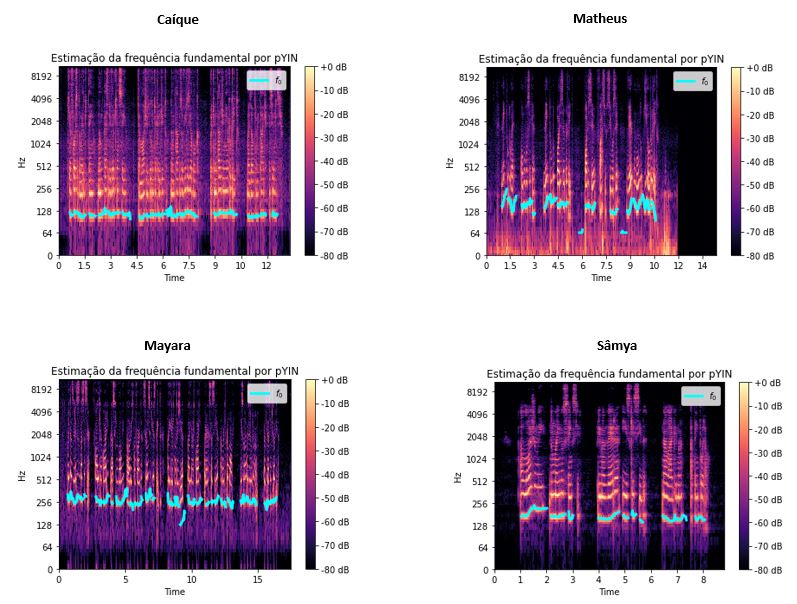 Caíque
Estimação da frequência fundamental por pYIN
f0
8192
4096
2048
1024
512
256
128
64
0
Hz
0 1.5 3 4.5 6 7.5 9 10 12
Time
+0 dB
-10 dB
-20 dB
-30 dB
-40 dB
-50 dB
-60 dB
-70 dB
-80 dB
Matheus
Estimação da frequência fundamental por pYIN
f0
8192
4096
2048
1024
512
256
128
64
0
Hz
0 1.5 3 4.5 6 7.5 9 10 12 14
Time
+0 dB
-10 dB
-20 dB
-30 dB
-40 dB
-50 dB
-60 dB
-70 dB
-80 dB
Mayara
Estimação da frequência fundamental por pYIN
f0
8192
4096
2048
1024
512
256
128
64
0
Hz
0 5 10 15
Time
+0 dB
-10 dB
-20 dB
-30 dB
-40 dB
-50 dB
-60 dB
-70 dB
-80 dB
Sâmya
Estimação da frequência fundamental por pYIN
f0
8192
4096
2048
1024
512
256
128
64
0
Hz
0 1 2 3 4 5 6 7 8
Time
+0 dB
-10 dB
-20 dB
-30 dB
-40 dB
-50 dB
-60 dB
-70 dB
-80 dB